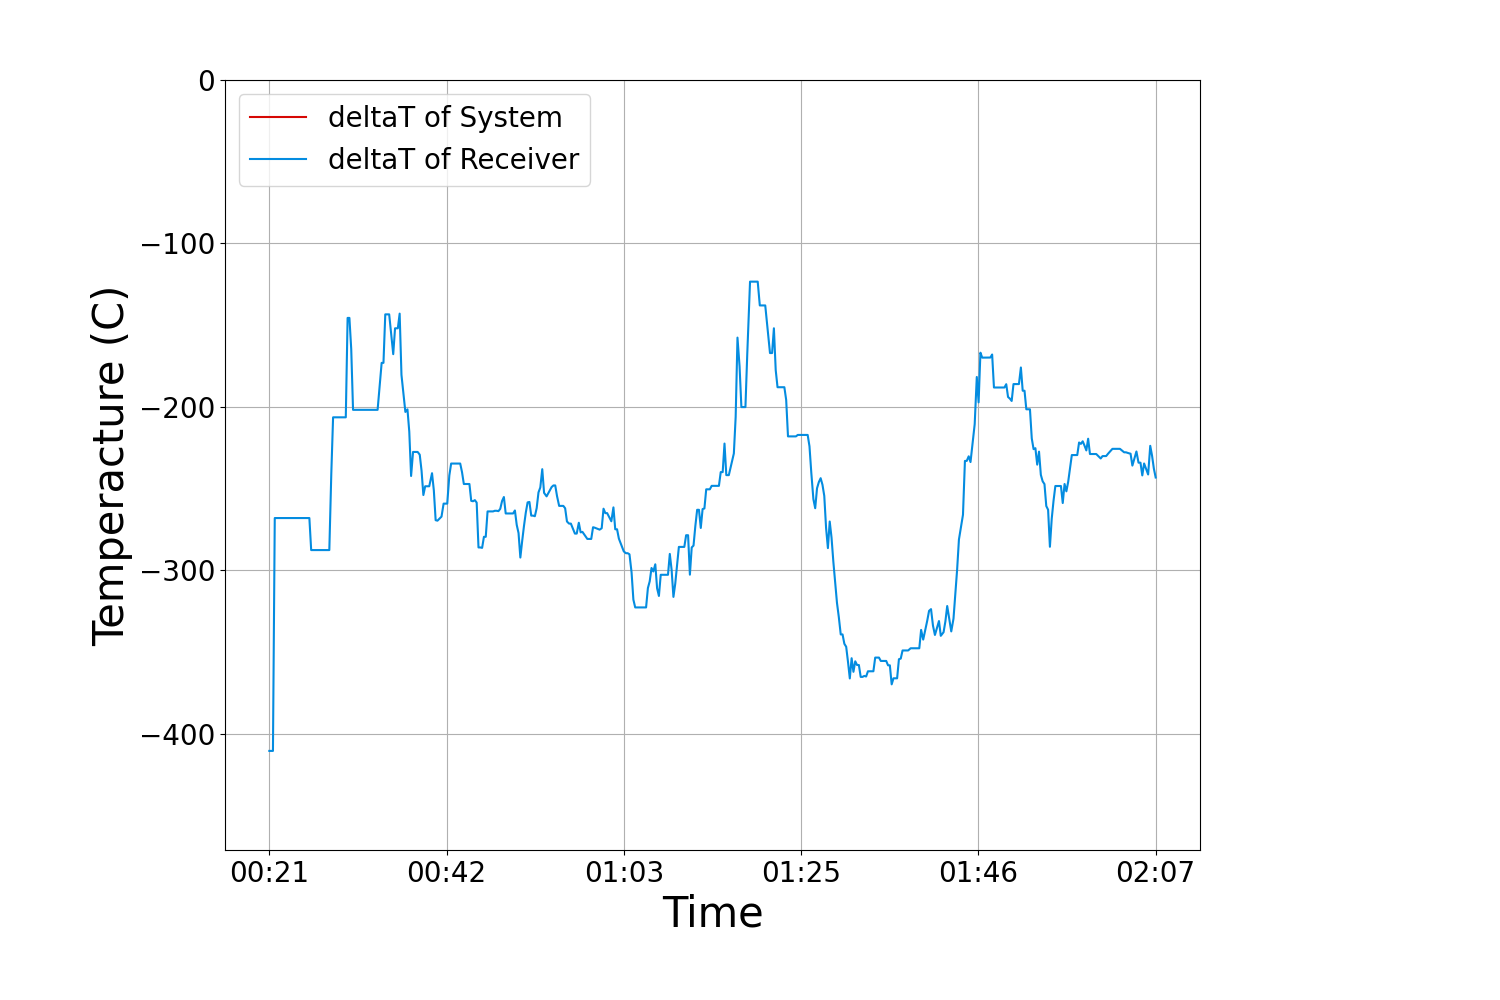 0
deltaT of System
deltaT of Receiver
−100
−200
−300
−400
Temperacture (C)
00:21 00:42 01:03 01:25 01:46 02:07
Time